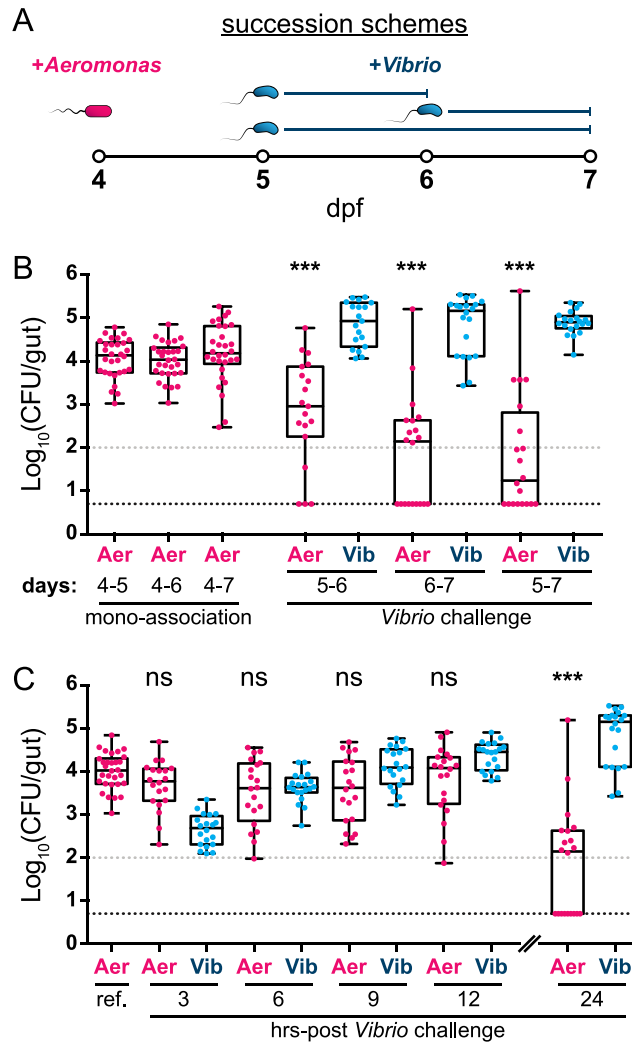 A
succession schemes
+Aeromonas +Vibrio
4 5 6 7
dpf
B
*** *** ***
6
5
4
3
2
1
0
Log10(CFU/gut)
Aer Aer Aer Aer Vib Aer Vib Aer Vib
days: 4-5 4-6 4-7 5-6 6-7 5-7
mono-association Vibrio challenge
C
ns ns ns ns ***
6
5
4
3
2
1
0
Log10(CFU/gut)
Aer Aer Vib Aer Vib Aer Vib Aer Vib Aer Vib
ref. 3 6 9 12 24
hrs-post Vibrio challenge